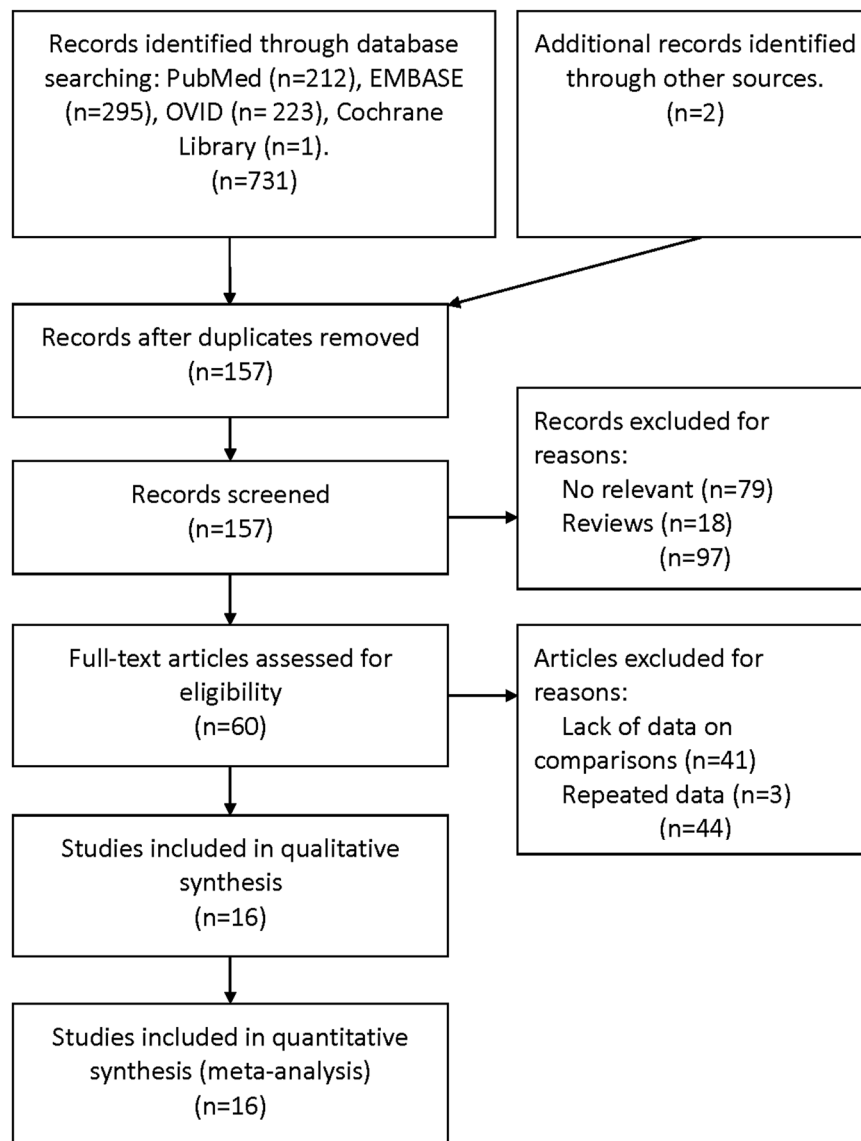 Records identified through database
searching: PubMed (n=212), EMBASE
(n=295), OVID (n= 223), Cochrane
Library (n=1).
(n=731)
Additional records identified
through other sources.
(n=2)
Records after duplicates removed
(n=157)
Records screened
(n=157)
Records excluded for
reasons:
No relevant (n=79)
Reviews (n=18)
(n=97)
Full-text articles assessed for
eligibility
(n=60)
Articles excluded for
reasons:
Lack of data on
comparisons (n=41)
Repeated data (n=3)
(n=44)
Studies included in qualitative
synthesis
(n=16)
Studies included in quantitative
synthesis (meta-analysis)
(n=16)